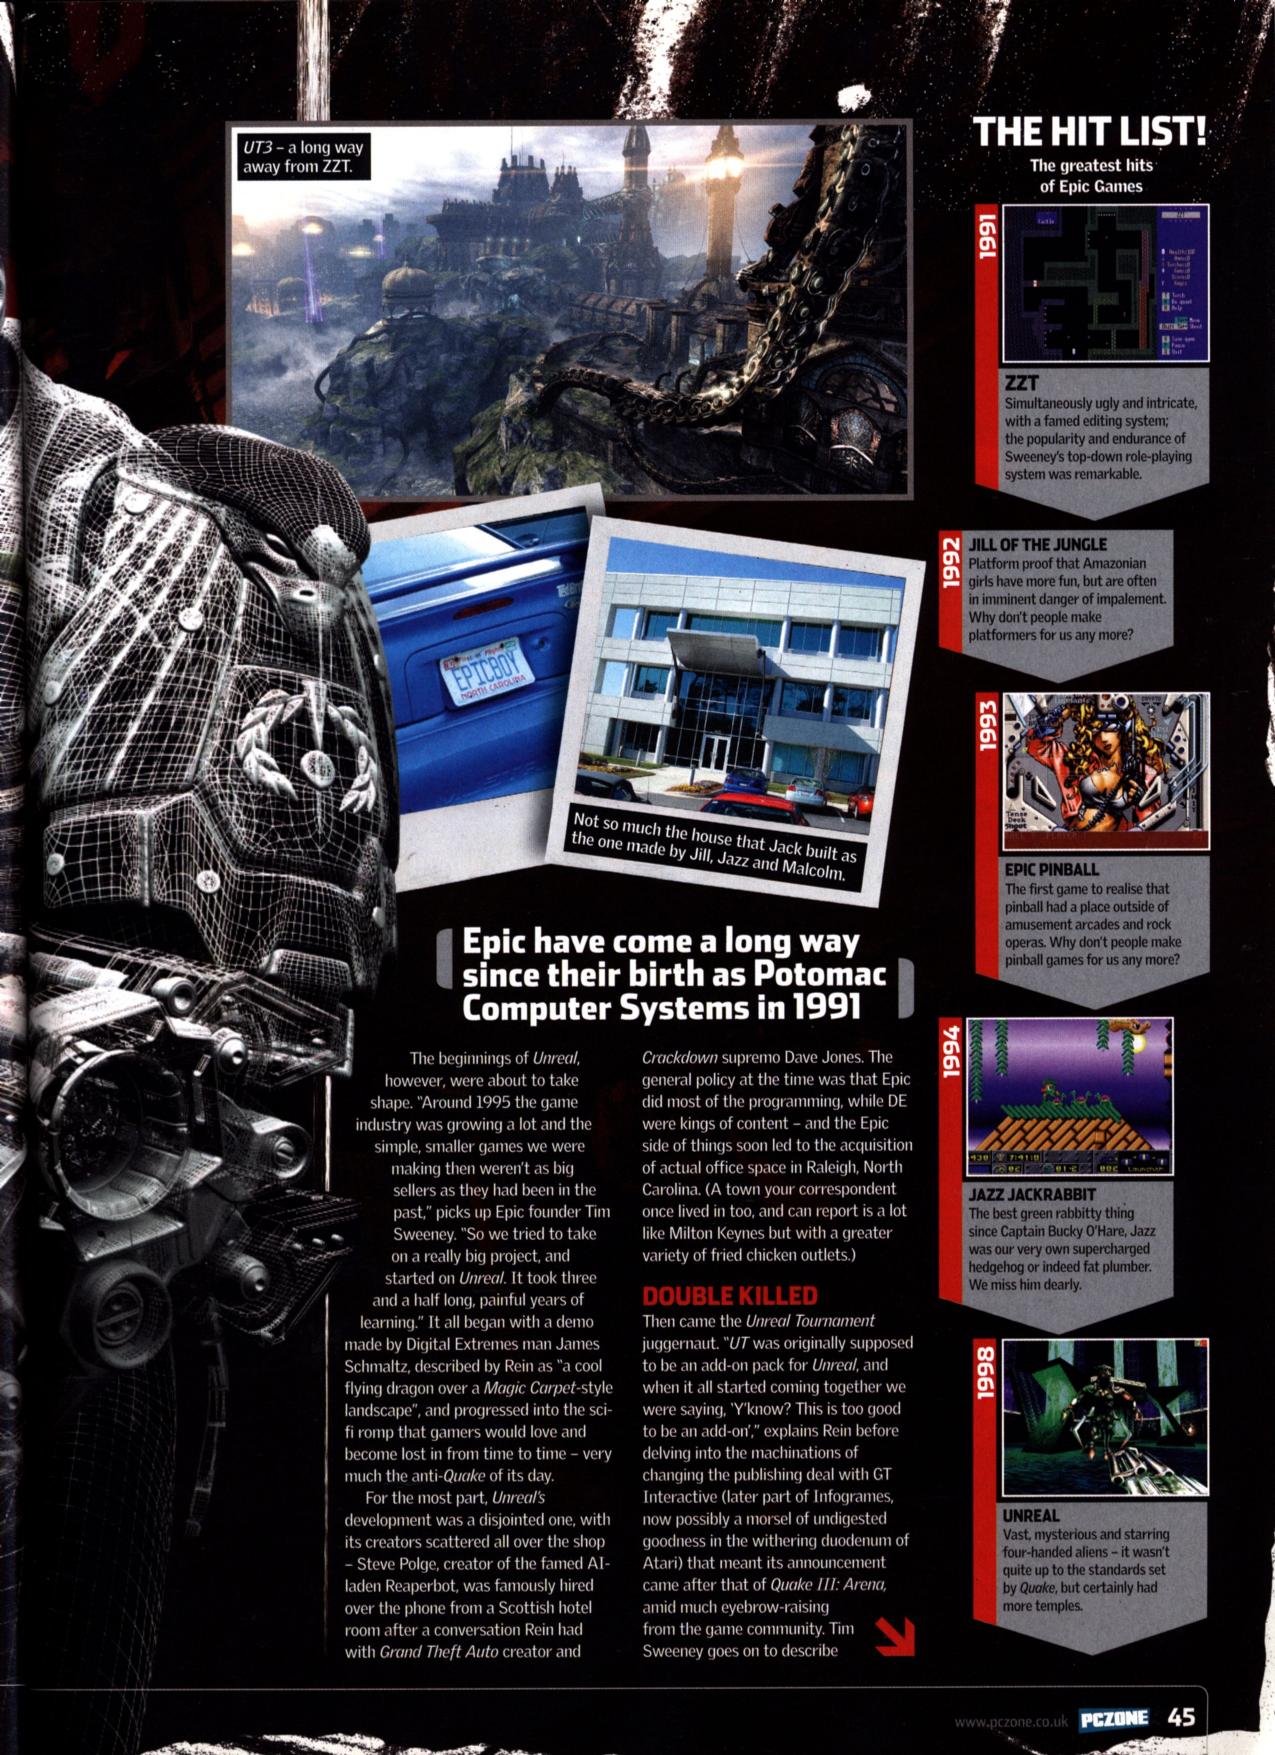 UT3 – a long way
away from ZZT.
EPICBOY
NORTH CAROLINA
Not so much the house that Jack built as
the one made by Jill, Jazz and Malcolm.
Epic have come a long way
since their birth as Potomac
Computer Systems in 1991
The beginnings of Unreal,
however, were about to take
shape. “Around 1995 the game
industry was growing a lot and the
simple, smaller games we were
making then weren’t as big
sellers as they had been in the
past,” picks up Epic founder Tim
Sweeney. “So we tried to take
on a really big project, and
started on Unreal. It took three
and a half long, painful years of
learning.” It all began with a demo
made by Digital Extremes man James
Schmaltz, described by Rein as “a cool
flying dragon over a Magic Carpet-style
landscape”, and progressed into the sci-
fi romp that gamers would love and
become lost in from time to time – very
much the anti-Quake of its day.
For the most part, Unreal’s
development was a disjointed one, with
its creators scattered all over the shop
– Steve Polge, creator of the famed AI-
laden Reaperbot, was famously hired
over the phone from a Scottish hotel
room after a conversation Rein had
with Grand Theft Auto creator and
Crackdown supremo Dave Jones. The
general policy at the time was that Epic
did most of the programming, while DE
were kings of content – and the Epic
side of things soon led to the acquisition
of actual office space in Raleigh, North
Carolina. (A town your correspondent
once lived in too, and can report is a lot
like Milton Keynes but with a greater
variety of fried chicken outlets.)
DOUBLE KILLED
Then came the Unreal Tournament
juggernaut. “UT was originally supposed
to be an add-on pack for Unreal, and
when it all started coming together we
were saying, ‘Y’know? This is too good
to be an add-on’,” explains Rein before
delving into the machinations of
changing the publishing deal with GT
Interactive (later part of Infogrames,
now possibly a morsel of undigested
goodness in the withering duodenum of
Atari) that meant its announcement
came after that of Quake III: Arena,
amid much eyebrow-raising
from the game community. Tim
Sweeney goes on to describe
THE HIT LIST!
The greatest hits
of Epic Games
1991
ZZT
Simultaneously ugly and intricate,
with a famed editing system;
the popularity and endurance of
Sweeney’s top-down role-playing
system was remarkable.
1992
JILL OF THE JUNGLE
Platform proof that Amazonian
girls have more fun, but are often
in imminent danger of impalement.
Why don’t people make
platformers for us any more?
1993
Tense
Deck
Shoot
EPIC PINBALL
The first game to realise that
pinball had a place outside of
amusement arcades and rock
operas. Why don’t people make
pinball games for us any more?
1994
JAZZ JACKRABBIT
The best green rabbitty thing
since Captain Bucky O’Hare, Jazz
was our very own supercharged
hedgehog or indeed fat plumber.
We miss him dearly.
1998
UNREAL
Vast, mysterious and starring
four-handed aliens – it wasn’t
quite up to the standards set
by Quake, but certainly had
more temples.
www.pczone.co.uk PCZONE 45